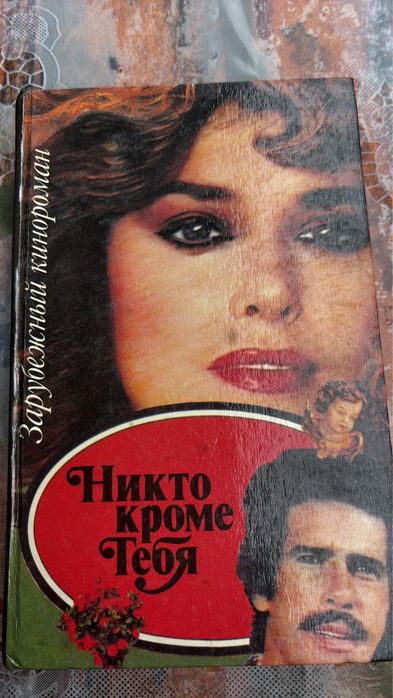 Зарубежный кинороман
Никто
кроме
Тебя